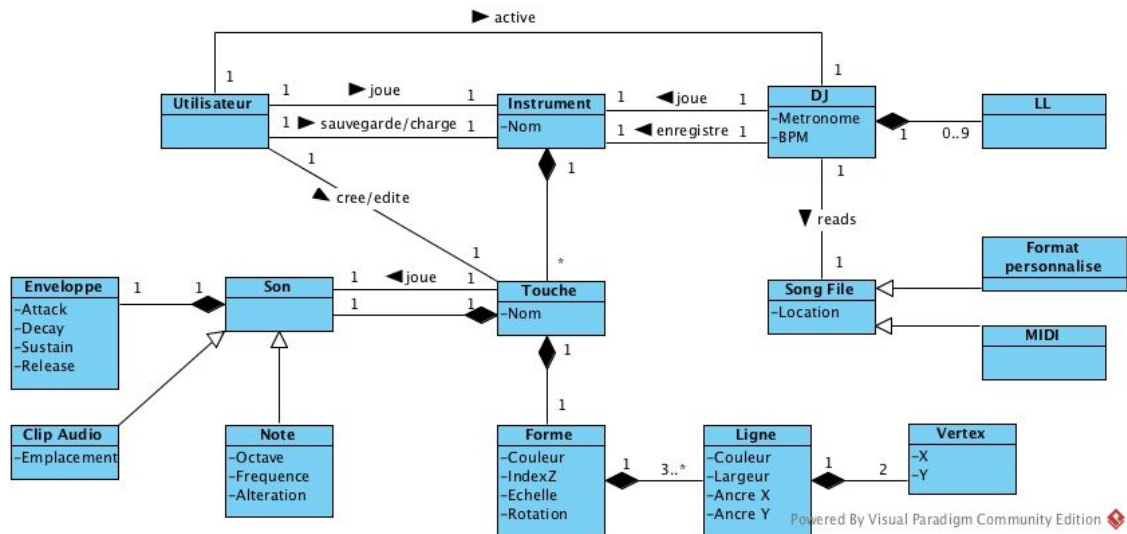 active
1
1
Utilisateur
1
joue
1
1
sauvegarde/charge
1
1
cree/edite
1
Instrument
-Nom
1
*
1
joue
1
1
enregistre
1
DJ
-Metronome
-BPM
1
0..9
LL
1
reads
1
Song File
-Location
Format
personnalise
MIDI
Enveloppe
-Attack
-Decay
-Sustain
-Release
1
1
Son
1
joue
1
1
1
Touche
-Nom
1
1
Clip Audio
-Emplacement
Note
-Octave
-Frequence
-Alteration
Forme
-Couleur
-IndexZ
-Echelle
-Rotation
1
3..*
Ligne
-Couleur
-Largeur
-Ancre X
-Ancre Y
1
2
Vertex
-X
-Y
Powered By Visual Paradigm Community Edition